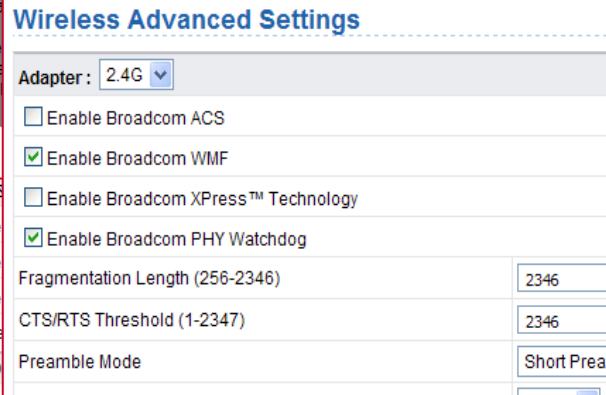 Wireless Advanced Settings
Adapter : 2.4G
Enable Broadcom ACS
Enable Broadcom WMF
Enable Broadcom XPress™ Technology
Enable Broadcom PHY Watchdog
Fragmentation Length (256-2346) 2346
CTS/RTS Threshold (1-2347) 2346
Preamble Mode Short